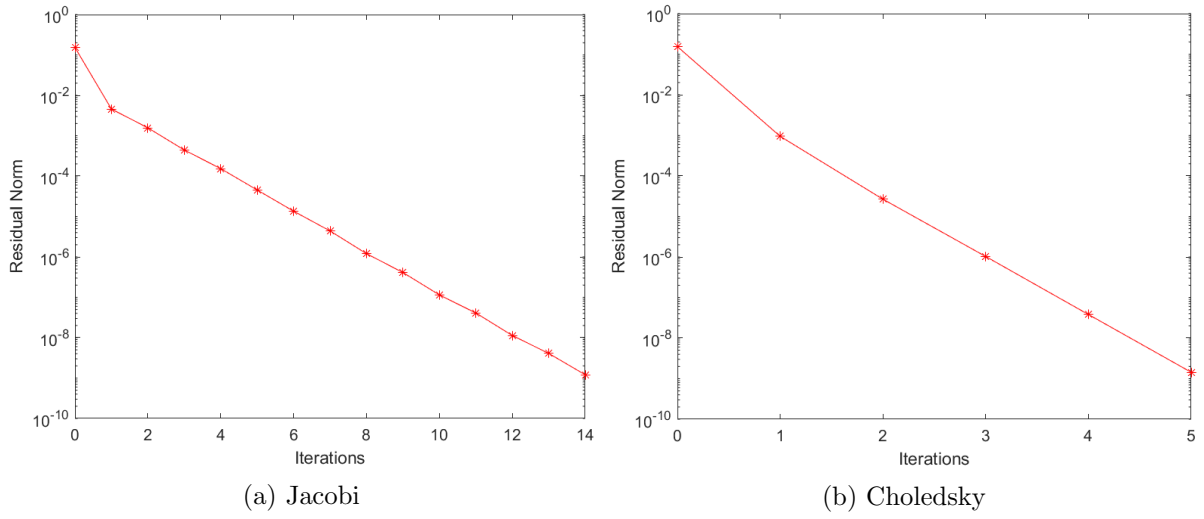 10^0
10^-2
10^-4
10^-6
10^-8
10^-10
Residual Norm
0 2 4 6 8 10 12 14
Iterations
(a) Jacobi
10^0
10^-2
10^-4
10^-6
10^-8
10^-10
Residual Norm
0 1 2 3 4 5
Iterations
(b) Choledsky